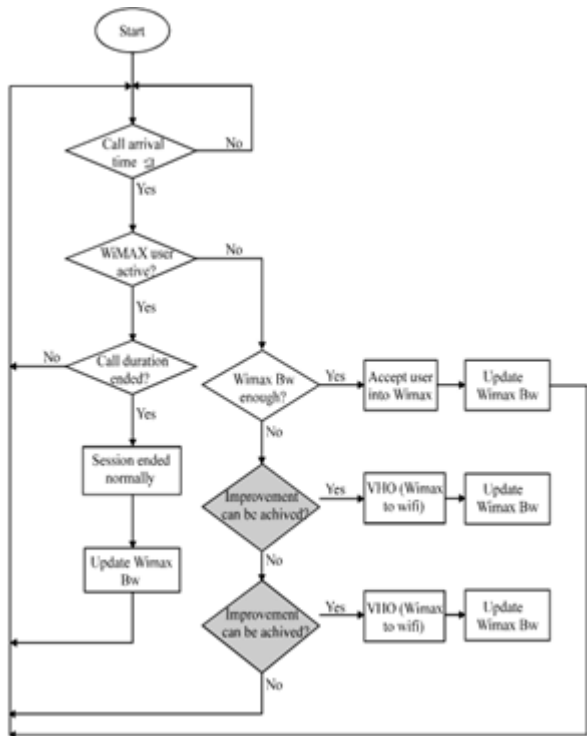 Start
Call arrival
time
No
Yes
WiMAX user
active?
No
Yes
Call duration
ended?
No
Yes
Wimax Bw
enough?
Yes
Accept user
into Wimax
Update
Wimax Bw
No
Session ended
normally
Improvement
can be achived?
Yes
VHO (Wimax
to wifi)
Update
Wimax Bw
No
Update Wimax
Bw
Improvement
can be achived?
Yes
VHO (Wimax
to wifi)
Update
Wimax Bw
No